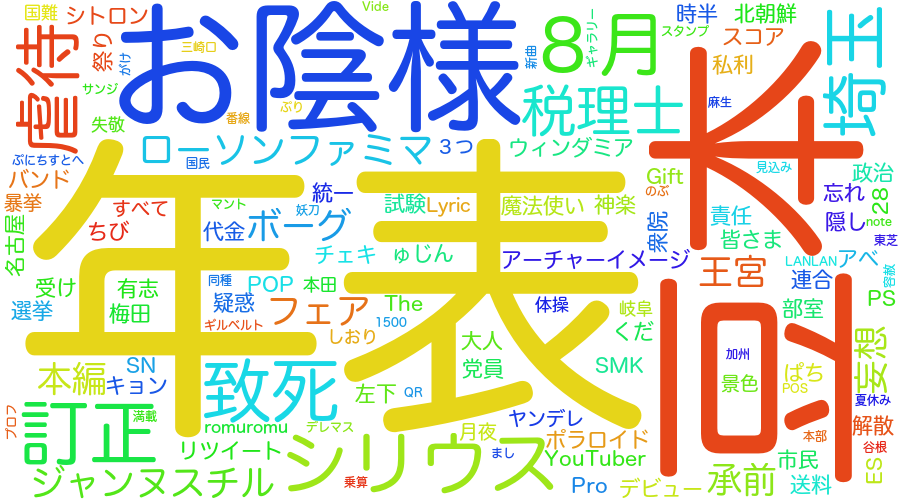 国難
シトロン
Vide
時半
北朝鮮
虐待
祭り
がけ
お陰様
三崎口
新曲
8月
ギャラリー
スタンプ
スコア
埼玉
サンジ
私利
失敬
番線
ぶり
税理士
麻生
ぷにちすとへ
ローソンファミマ
3つ
ウィンダミア
国民
バンド
年表
旧李
見込み
政治
暴挙
すべて
マント
統一
試験
Lyric
魔法使い
神楽
Gift
のぶ
忘れ
28
ちび
妖刀
代金
ボーグ
衆院
責任
隠し
note
名古屋
チェキ
ゅじん
アーチャーイメージ
皆さま
東芝
受け
有志
同種
POP
本田
王宮
LANLAN
アベ
連合
容赦
疑惑
フェア
The
体操
岐阜
部室
PS
選挙
梅田
ギルベルト
しおり
1500
くだ
大人
加州
妄想
本編
SN
キョン
致死
党員
SMK
景色
ぱち
POS
左下
QR
夏休み
プロフ
訂正
満載
romuromu
デレマス
月夜
ヤンデレ
解散
リツイート
シリウス
まし
ポラロイド
本部
谷根
YouTuber
市民
ジャンヌスチル
乗算
Pro
デビュー
承前
送料
ES